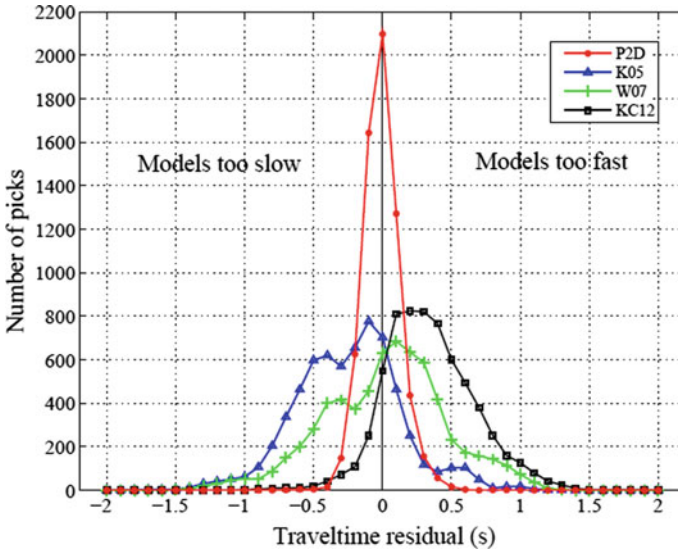 2200
2000
1800
1600
1400
1200
1000
800
600
400
200
0
Number of picks
Models too slow
Models too fast
P2D
K05
W07
KC12
−2 −1.5 −1 −0.5 0 0.5 1 1.5 2
Traveltime residual (s)